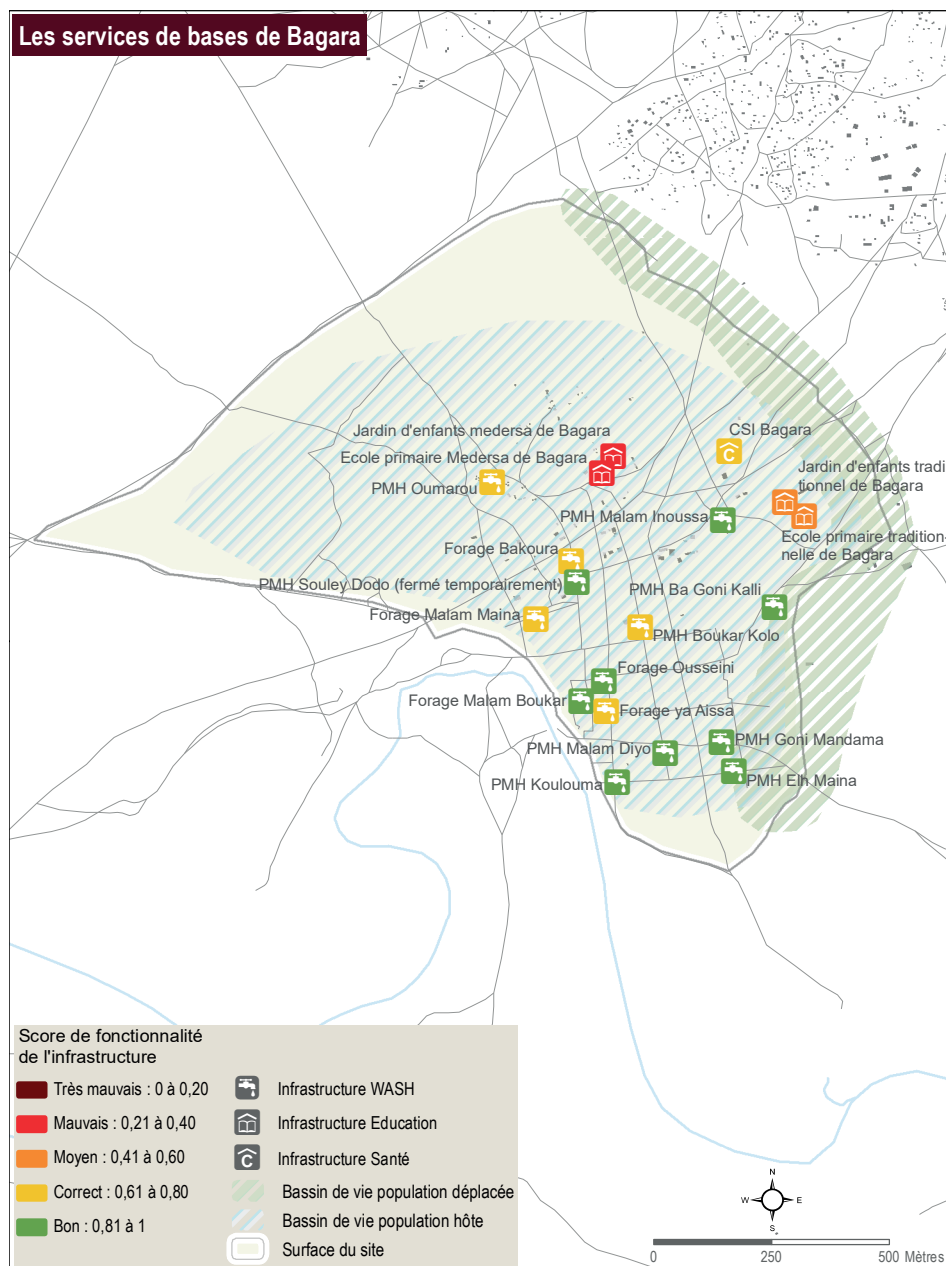 Les services de bases de Bagara
Jardin d'enfants medersa de Bagara
CSI Bagara
Ecole primaire Medersa de Bagara
Jardin d'enfants tradi
tionnel de Bagara
PMH Oumarou
PMH Malam Inoussa
Ecole primaire tradition-
nelle de Bagara
Forage Bakoura
PMH Souley Dodo (fermé temporairement)
PMH Ba Goni Kalli
Forage Malam Maina
PMH Boukar Kolo
Forage Ousseini
Forage Malam Boukar
Forage ya Aissa
PMH Goni Mandama
PMH Malam Diyo
PMH Elh Maina
PMH Koulouma
Score de fonctionnalité
de l'infrastructure
Très mauvais : 0 à 0,20
Mauvais : 0,21 à 0,40
Moyen : 0,41 à 0,60
Correct : 0,61 à 0,80
Bon : 0,81 à 1
Infrastructure WASH
Infrastructure Education
C Infrastructure Santé
Bassin de vie population déplacée
Bassin de vie population hôte
Surface du site
N
W E
S
0 250 500 Mètres